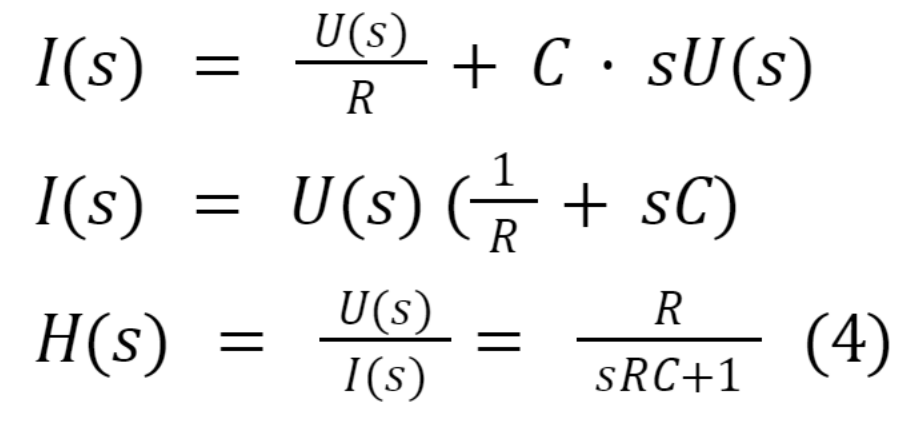 I(s) = U(s)/R + C · sU(s)
I(s) = U(s) (1/R + sC)
H(s) = U(s)/I(s) = R/sRC+1 (4)